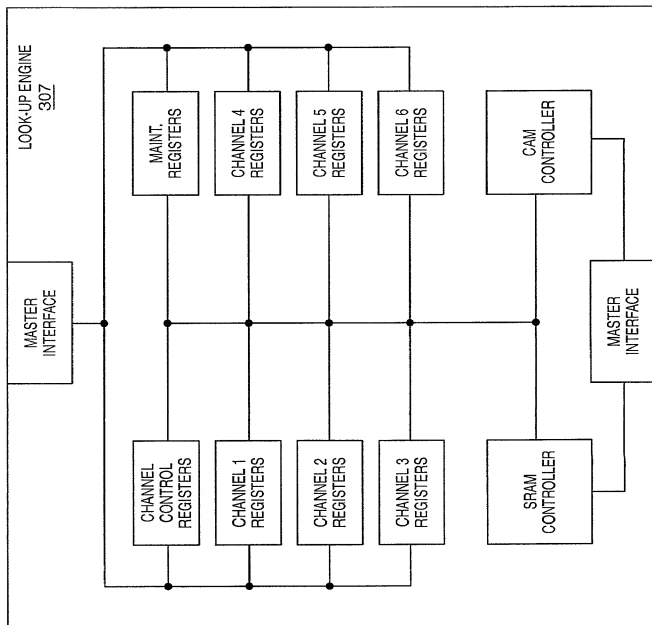 LOOK-UP ENGINE
307
MASTER
INTERFACE
CHANNEL
CONTROL
REGISTERS
MAINT.
REGISTERS
CHANNEL 1
REGISTERS
CHANNEL 4
REGISTERS
CHANNEL 2
REGISTERS
CHANNEL 5
REGISTERS
CHANNEL 3
REGISTERS
CHANNEL 6
REGISTERS
SRAM
CONTROLLER
CAM
CONTROLLER
MASTER
INTERFACE